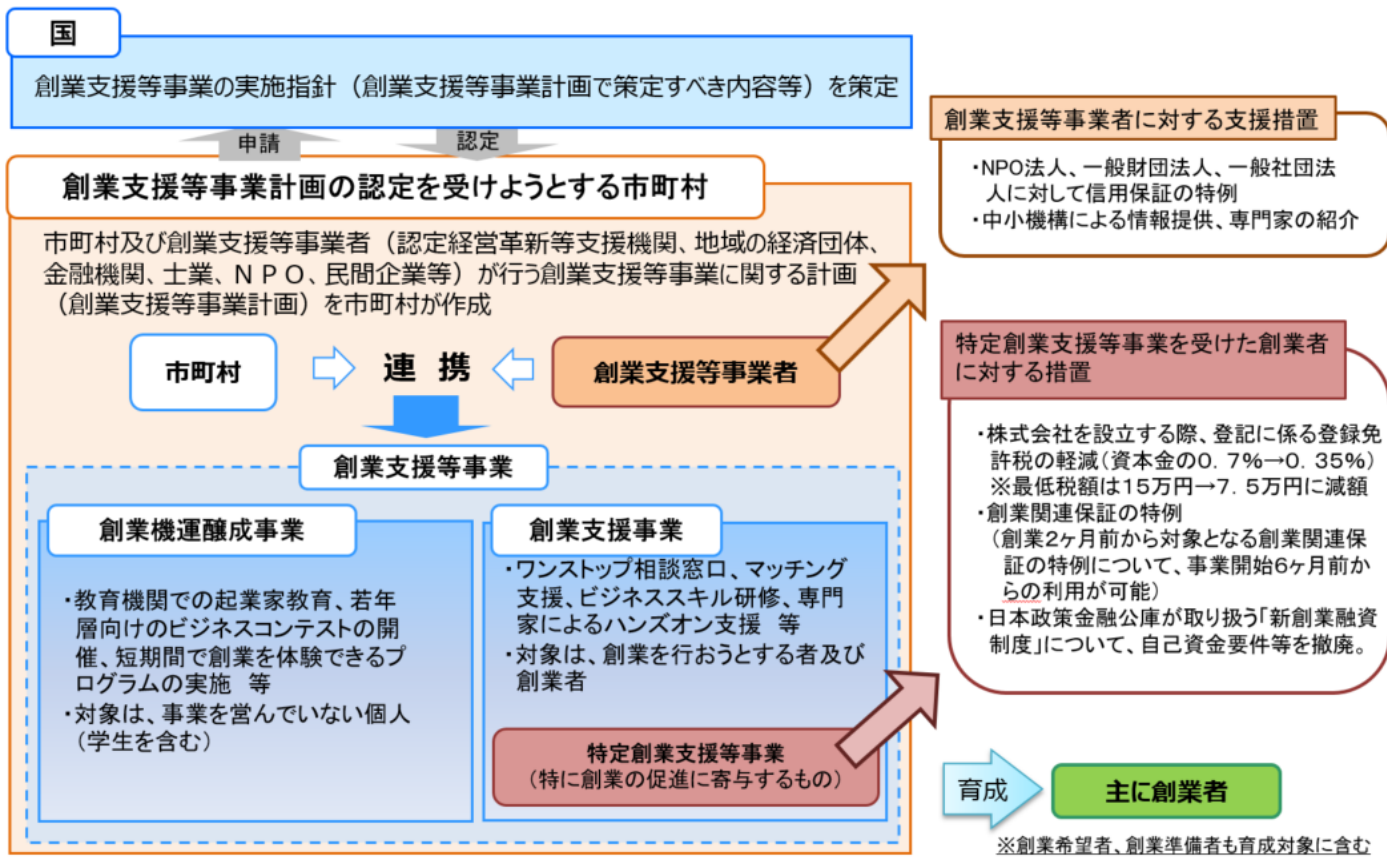 国
創業支援等事業の実施指針（創業支援等事業計画で策定すべき内容等）を策定
申請
認定
創業支援等事業計画の認定を受けようとする市町村
市町村及び創業支援等事業者（認定経営革新等支援機関、地域の経済団体、
金融機関、士業、ＮＰＯ、民間企業等）が行う創業支援等事業に関する計画
（創業支援等事業計画）を市町村が作成
市町村
連携
創業支援等事業者
創業支援等事業
創業機運醸成事業
・教育機関での起業家教育、若年
層向けのビジネスコンテストの開
催、短期間で創業を体験できるプ
ログラムの実施 等
・対象は、事業を営んでいない個人
（学生を含む）
創業支援事業
・ワンストップ相談窓口、マッチング
支援、ビジネススキル研修、専門
家によるハンズオン支援 等
・対象は、創業を行おうとする者及び
創業者
特定創業支援等事業
（特に創業の促進に寄与するもの）
創業支援等事業者に対する支援措置
・NPO法人、一般財団法人、一般社団法
人に対して信用保証の特例
・中小機構による情報提供、専門家の紹介
特定創業支援等事業を受けた創業者
に対する措置
・株式会社を設立する際、登記に係る登録免
許税の軽減（資本金の0．7％→0．35％）
※最低税額は15万円→7．5万円に減額
・創業関連保証の特例
（創業2ヶ月前から対象となる創業関連保
証の特例について、事業開始6ヶ月前か
らの利用が可能）
・日本政策金融公庫が取り扱う「新創業融資
制度」について、自己資金要件等を撤廃。
育成
主に創業者
※創業希望者、創業準備者も育成対象に含む